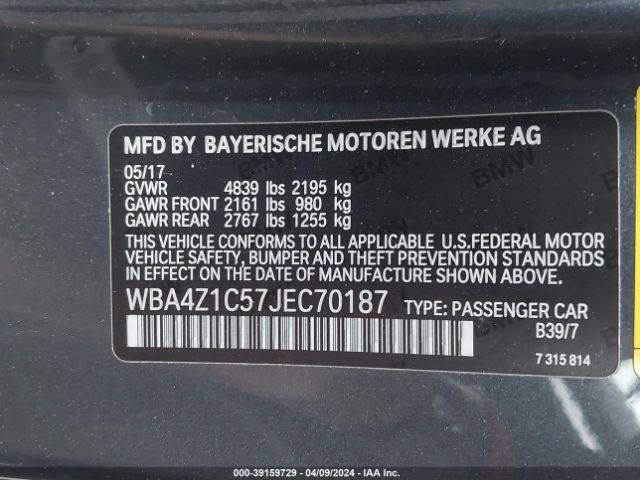 MFD BY BAYERISCHE MOTOREN WERKE AG
05/17
GVWR 4839 lbs 2195 kg
GAWR FRONT 2161 lbs 980 kg
GAWR REAR 2767 lbs 1255 kg
THIS VEHICLE CONFORMS TO ALL APPLICABLE U.S.FEDERAL MOTOR
VEHICLE SAFETY, BUMPER AND THEFT PREVENTION STANDARDS
IN EFFECT ON THE DATE OF MANUFACTURE SHOWN ABOVE.
WBA4Z1C57JEC70187 TYPE: PASSENGER CAR
B39/7
7 315 814
000-39159729 - 04/09/2024 - IAA Inc.